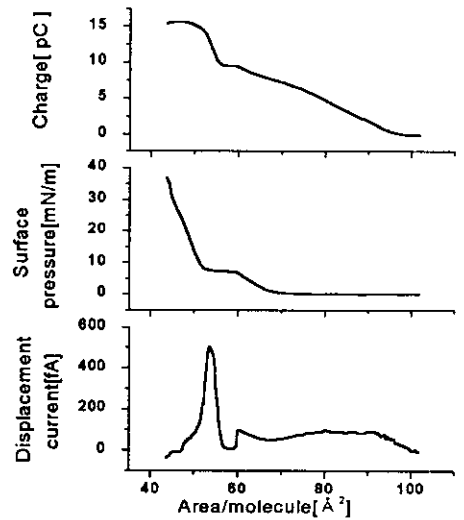 Charge[ pC]
15
10
5
0
Surface
pressure[mN/m]
40
30
20
10
0
Displacement
current[fA]
600
400
200
0
40 60 80 100
Area/molecule[ Å²]